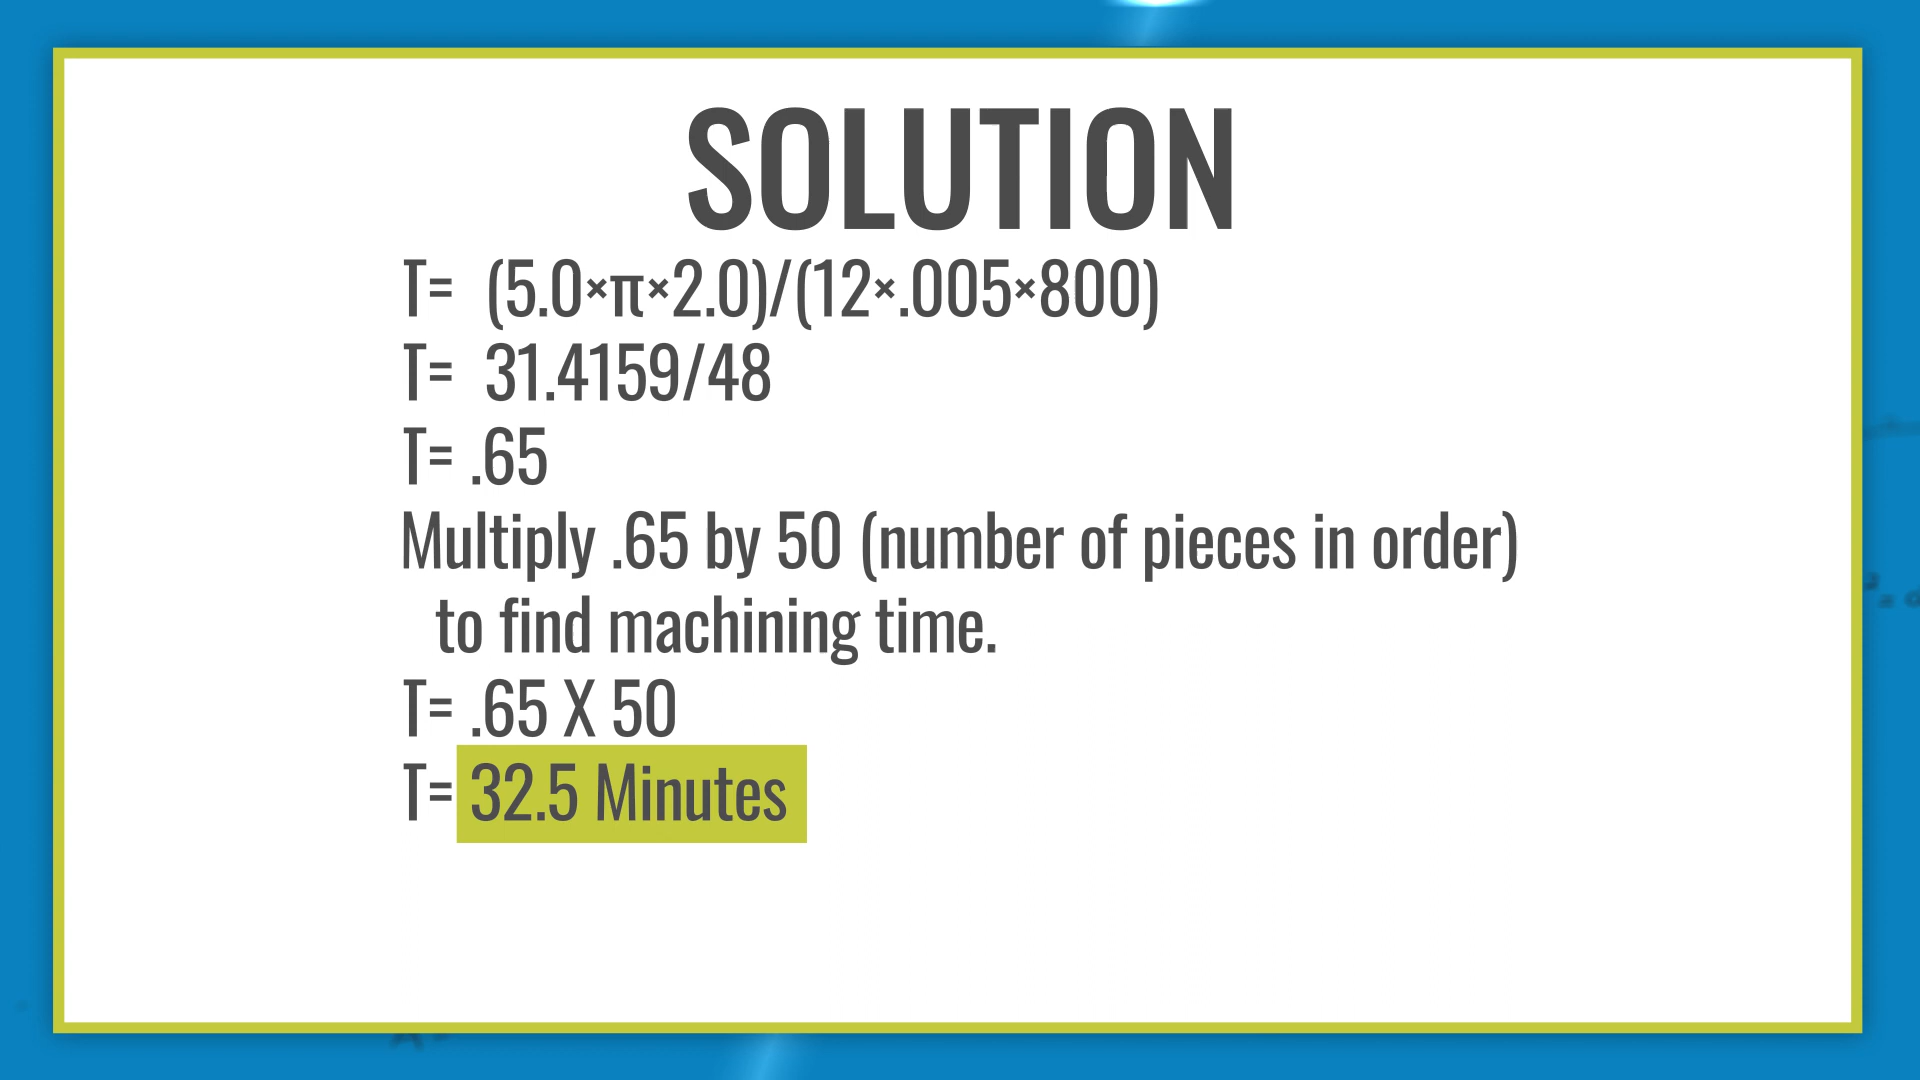 SOLUTION
T= (5.0×π×2.0)/(12×.005×800)
T= 31.4159/48
T= .65
Multiply .65 by 50 (number of pieces in order)
to find machining time.
T= .65 X 50
T= 32.5 Minutes